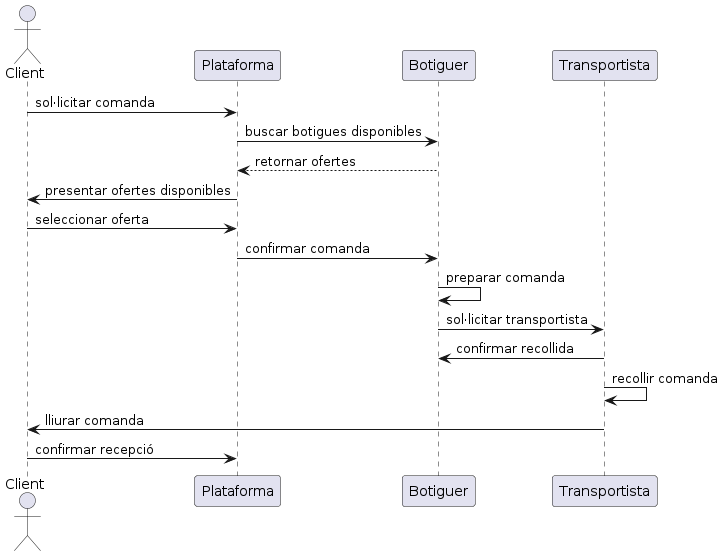 Client
Plataforma
Botiguer
Transportista
sol·licitar comanda
buscar botigues disponibles
retornar ofertes
presentar ofertes disponibles
seleccionar oferta
confirmar comanda
preparar comanda
sol·licitar transportista
confirmar recollida
recollir comanda
lliurar comanda
confirmar recepció
Client
Plataforma
Botiguer
Transportista